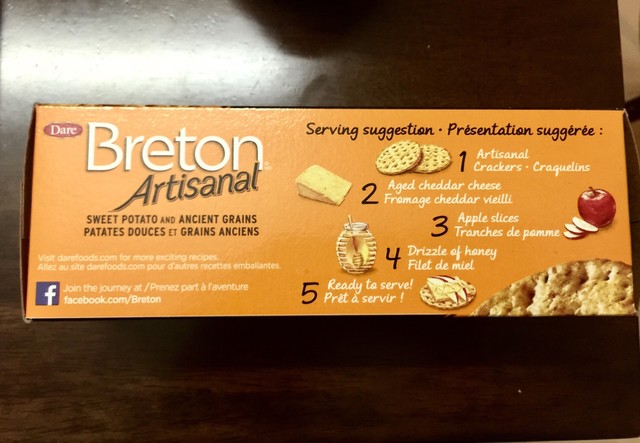 Dare
Breton
Artisanal
SWEET POTATO AND ANCIENT GRAINS
PATATES DOUCES ET GRAINS ANCIENS
Visit darefoods.com for more exciting recipes.
Allez au site darefoods.com pour d'autres recettes emballantes.
f
Join the journey at / Prenez part à l'aventure
facebook.com/Breton
Serving suggestion · Présentation suggérée :
1 Artisanal
Crackers · Craquelins
2 Aged cheddar cheese
Fromage cheddar vieilli
3 Apple slices
Tranches de pomme
4 Drizzle of honey
Filet de miel
5 Ready to serve!
Prêt à servir !